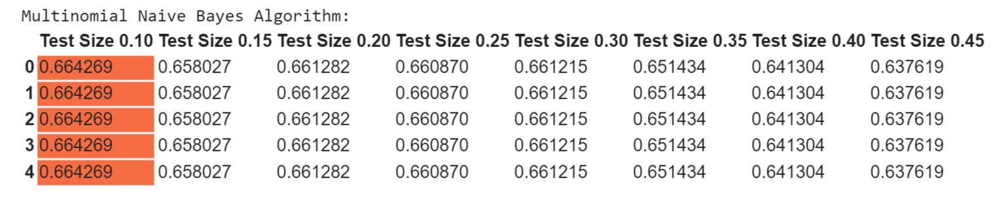 Multinomial Naive Bayes Algorithm:
Test Size 0.10 Test Size 0.15 Test Size 0.20 Test Size 0.25 Test Size 0.30 Test Size 0.35 Test Size 0.40 Test Size 0.45
0 0.664269 0.658027 0.661282 0.660870 0.661215 0.651434 0.641304 0.637619
1 0.664269 0.658027 0.661282 0.660870 0.661215 0.651434 0.641304 0.637619
2 0.664269 0.658027 0.661282 0.660870 0.661215 0.651434 0.641304 0.637619
3 0.664269 0.658027 0.661282 0.660870 0.661215 0.651434 0.641304 0.637619
4 0.664269 0.658027 0.661282 0.660870 0.661215 0.651434 0.641304 0.637619